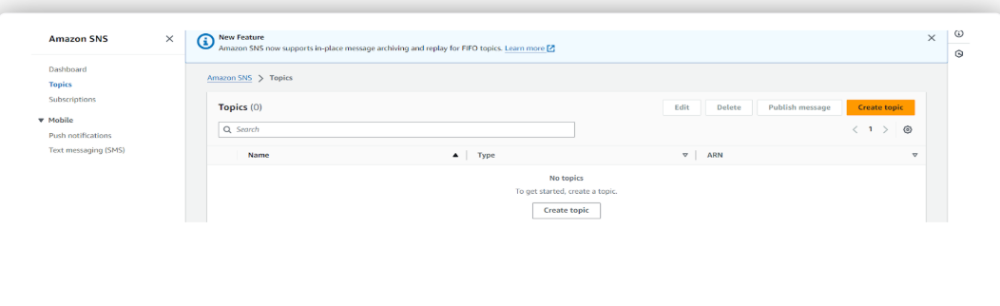 Amazon SNS
Dashboard
Topics
Subscriptions
Mobile
Push notifications
Text messaging (SMS)
New Feature
Amazon SNS now supports in-place message archiving and replay for FIFO topics. Learn more
Amazon SNS > Topics
Topics (0)
Edit
Delete
Publish message
Create topic
Search
1
Name
Type
ARN
No topics
To get started, create a topic.
Create topic